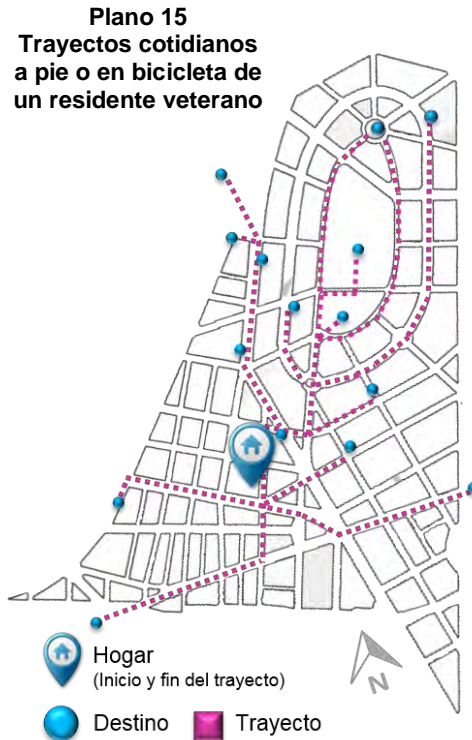 Plano 15
Trayectos cotidianos
a pie o en bicicleta de
un residente veterano
N
Hogar
(Inicio y fin del trayecto)
Destino Trayecto